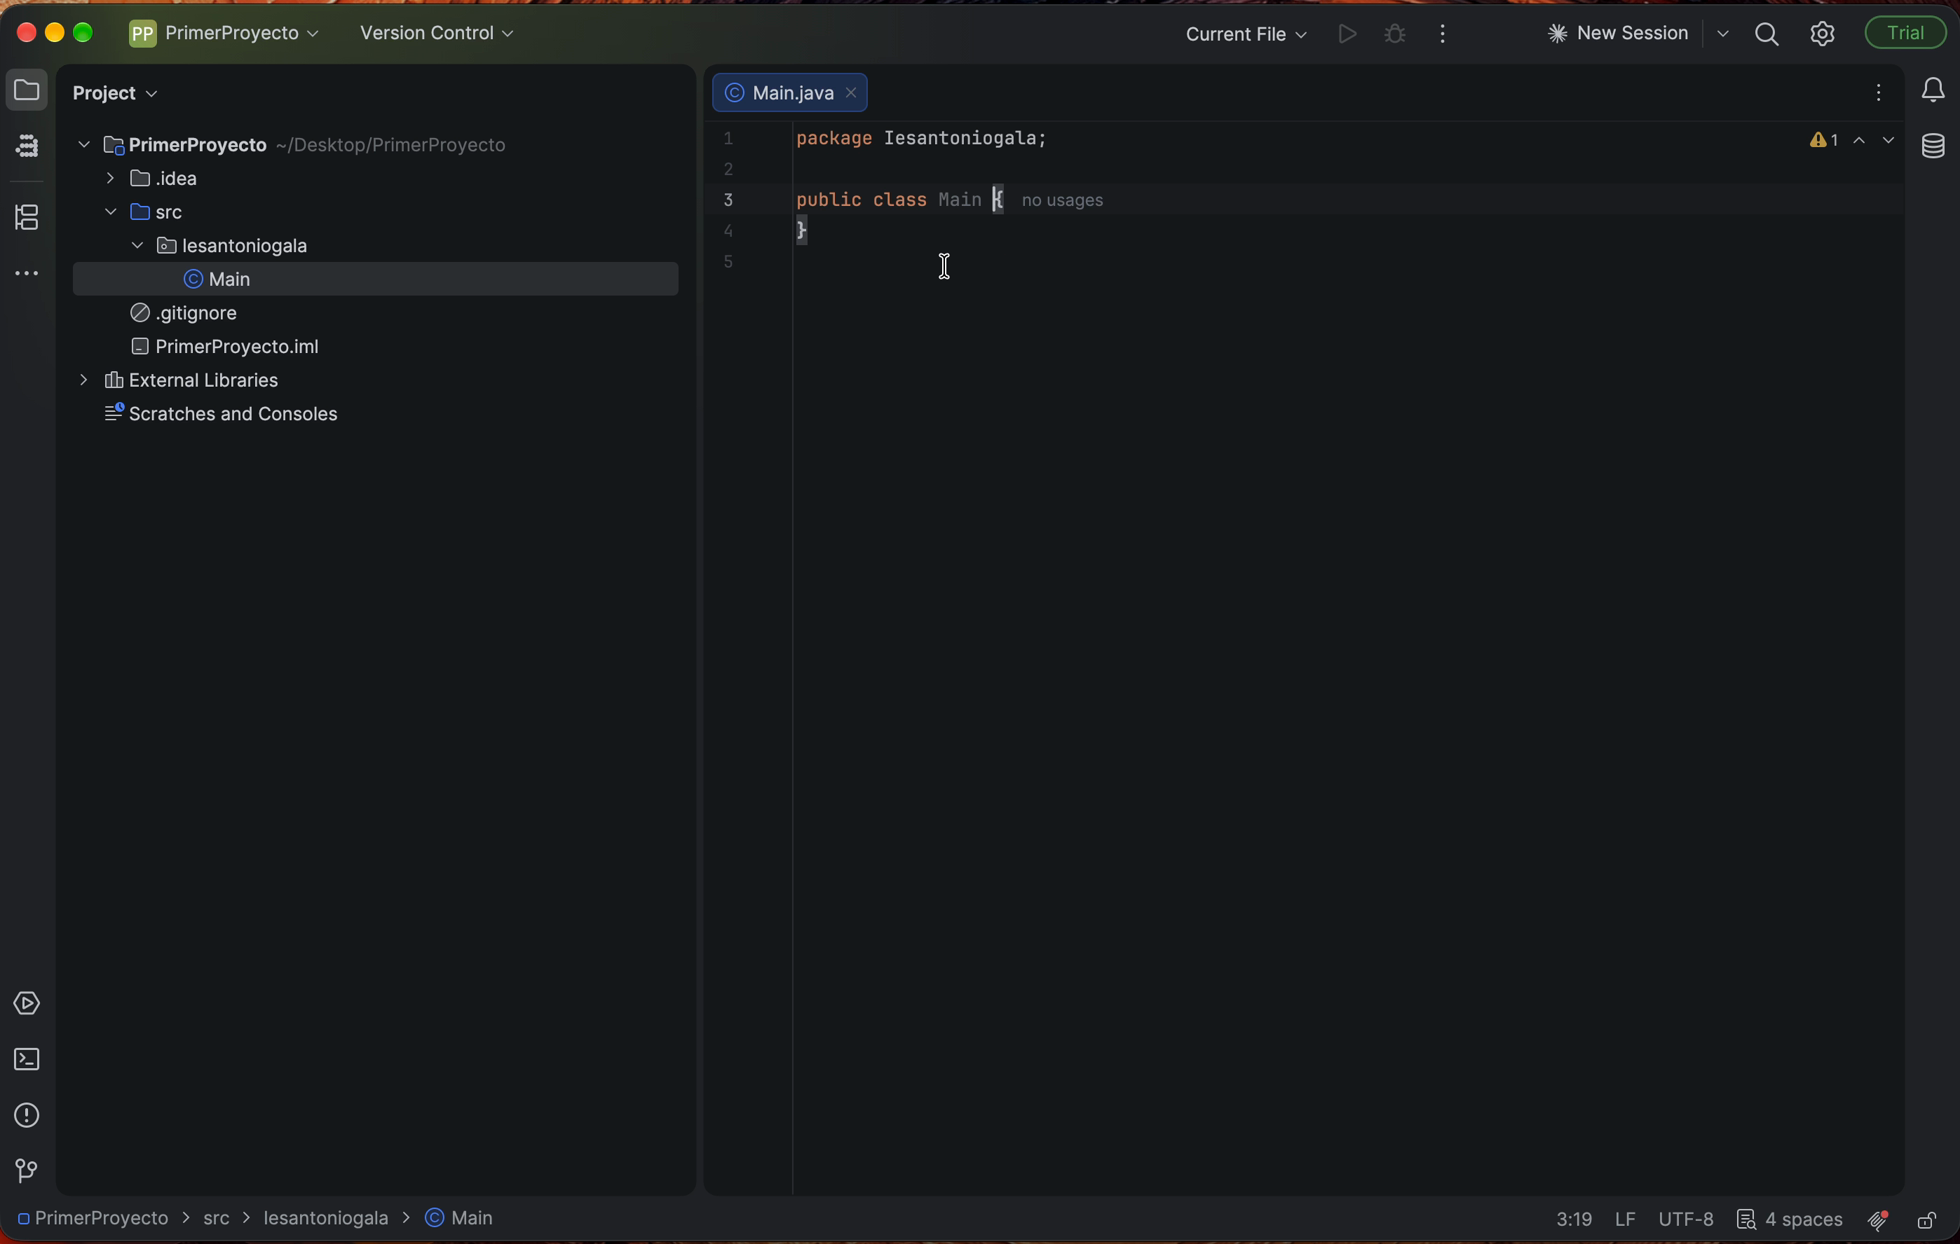 PP PrimerProyecto Version Control Current File New Session Trial
Project
PrimerProyecto ~/Desktop/PrimerProyecto
.idea
src
Iesantoniogala
Main
.gitignore
PrimerProyecto.iml
External Libraries
Scratches and Consoles
Main.java
1 package Iesantoniogala;
1
2
3 public class Main { no usages
4 }
5
PrimerProyecto > src > Iesantoniogala > Main
3:19 LF UTF-8 4 spaces